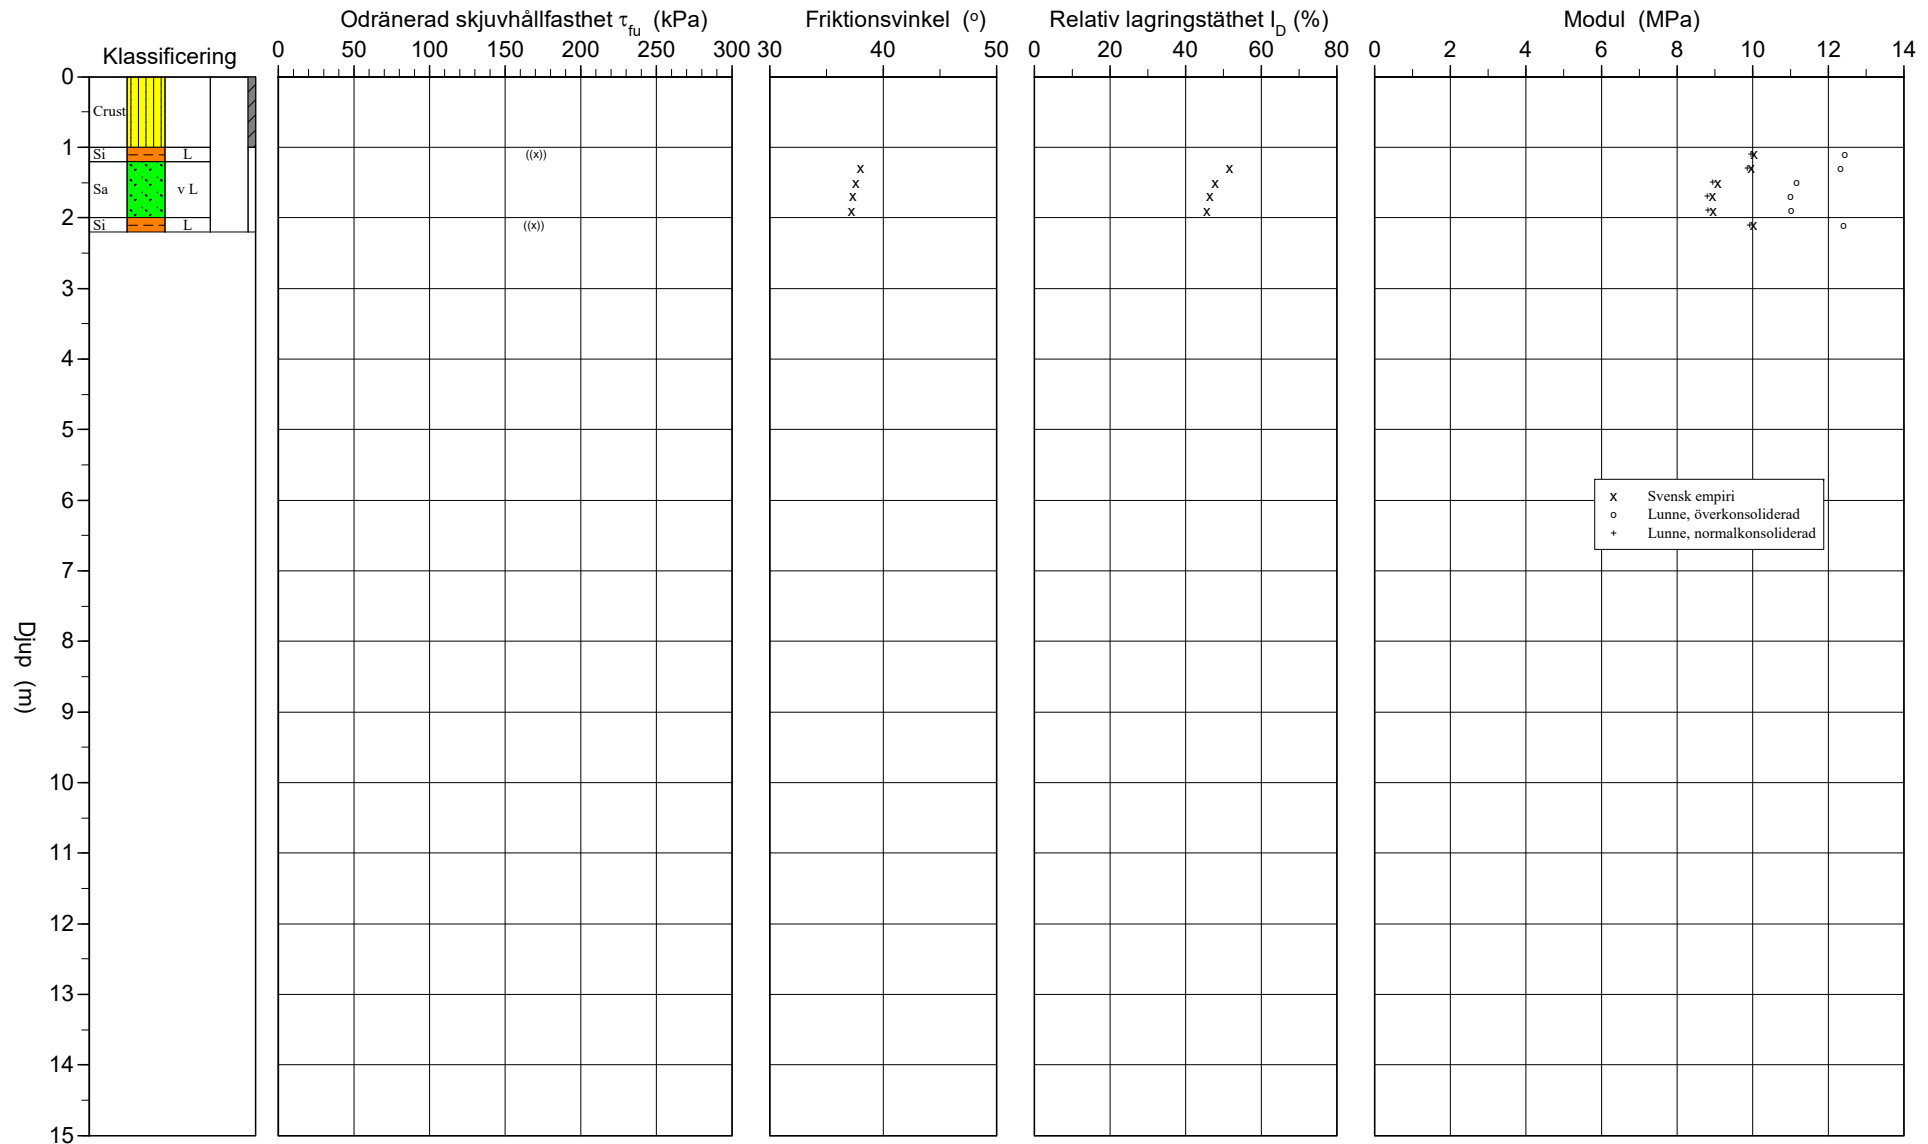 Odränerad skjuvhållfasthet τfu (kPa)
Friktionsvinkel (o)
Relativ lagringstäthet ID (%)
Modul (MPa)
Klassificering
0 50 100 150 200 250 300
30 40 50
0 20 40 60 80
0 2 4 6 8 10 12 14
0
Crust
1
Si L
((x))
Sa v L
2
Si L
((x))
3
4
5
6
x Svensk empiri
o Lunne, överkonsoliderad
+ Lunne, normalkonsoliderad
7
8
Djup (m)
9
10
11
12
13
14
15